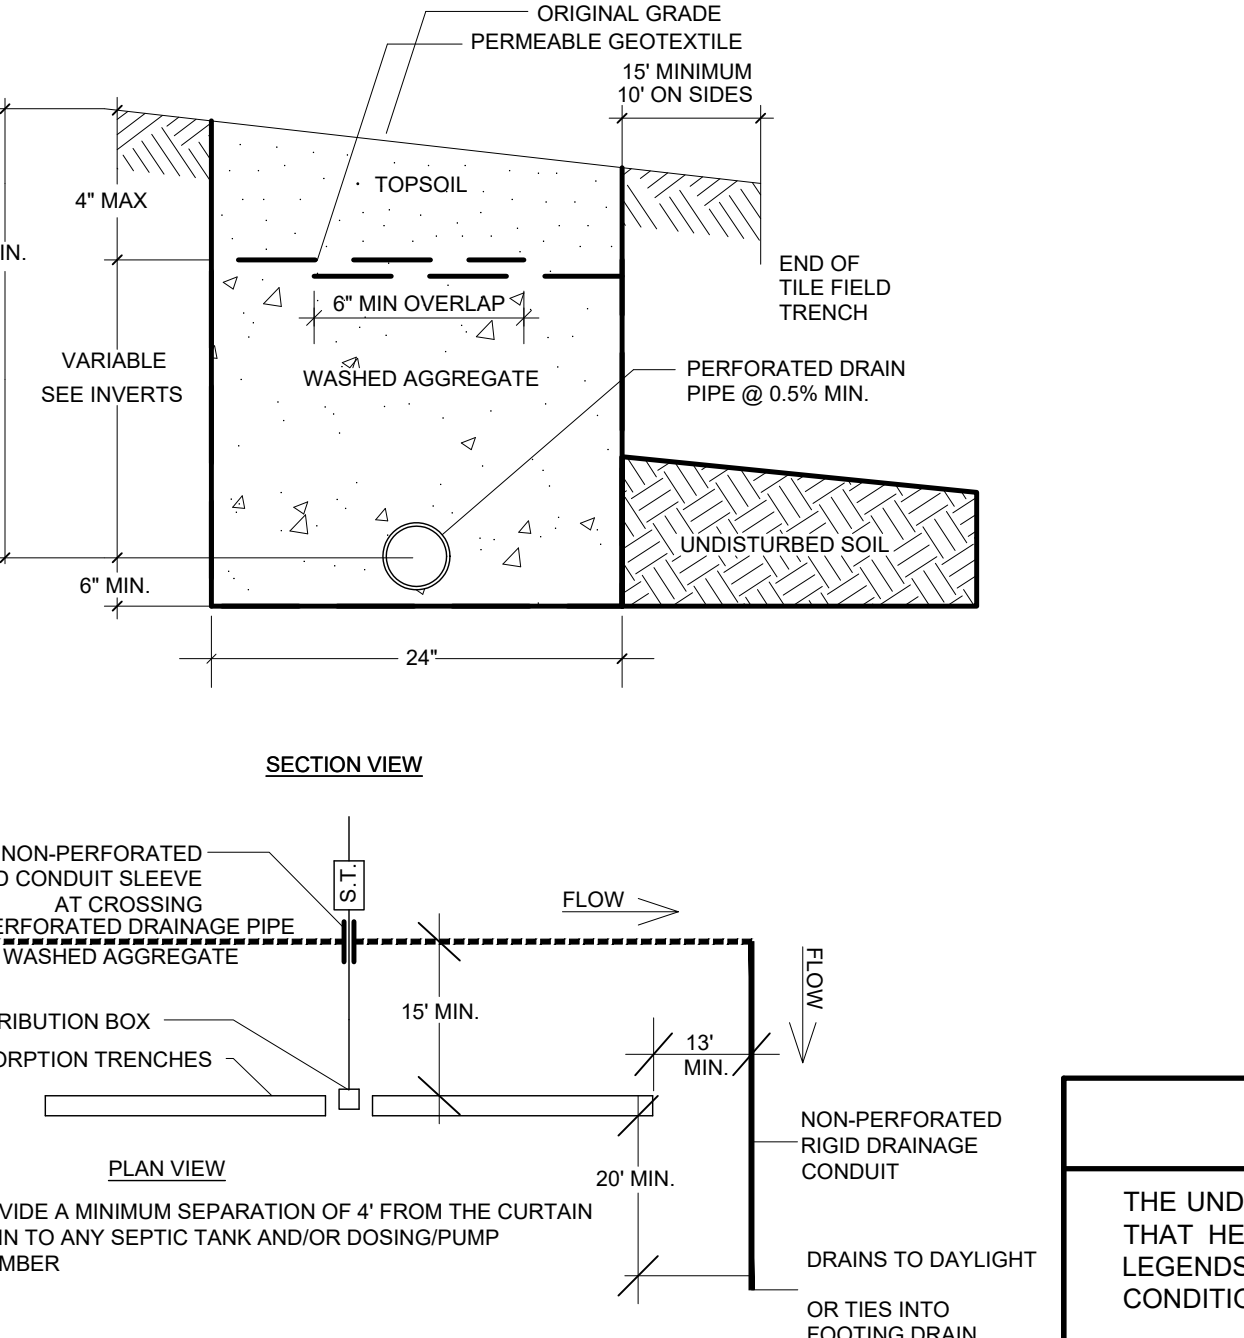 ORIGINAL GRADE
PERMEABLE GEOTEXTILE
15' MINIMUM
10' ON SIDES
TOPSOIL
4" MAX
IN.
END OF
TILE FIELD
TRENCH
6" MIN OVERLAP
VARIABLE
SEE INVERTS
WASHED AGGREGATE
PERFORATED DRAIN
PIPE @ 0.5% MIN.
UNDISTURBED SOIL
6" MIN.
24"
SECTION VIEW
NON-PERFORATED
D CONDUIT SLEEVE
AT CROSSING
ERFORATED DRAINAGE PIPE
WASHED AGGREGATE
S.T.
FLOW
FLOW
RIBUTION BOX
ORPTION TRENCHES
15' MIN.
13'
MIN.
NON-PERFORATED
RIGID DRAINAGE
CONDUIT
20' MIN.
PLAN VIEW
VIDE A MINIMUM SEPARATION OF 4' FROM THE CURTAIN
IN TO ANY SEPTIC TANK AND/OR DOSING/PUMP
MBER
DRAINS TO DAYLIGHT
OR TIES INTO
FOOTING DRAIN
THE UND
THAT HE
LEGENDS
CONDITIO